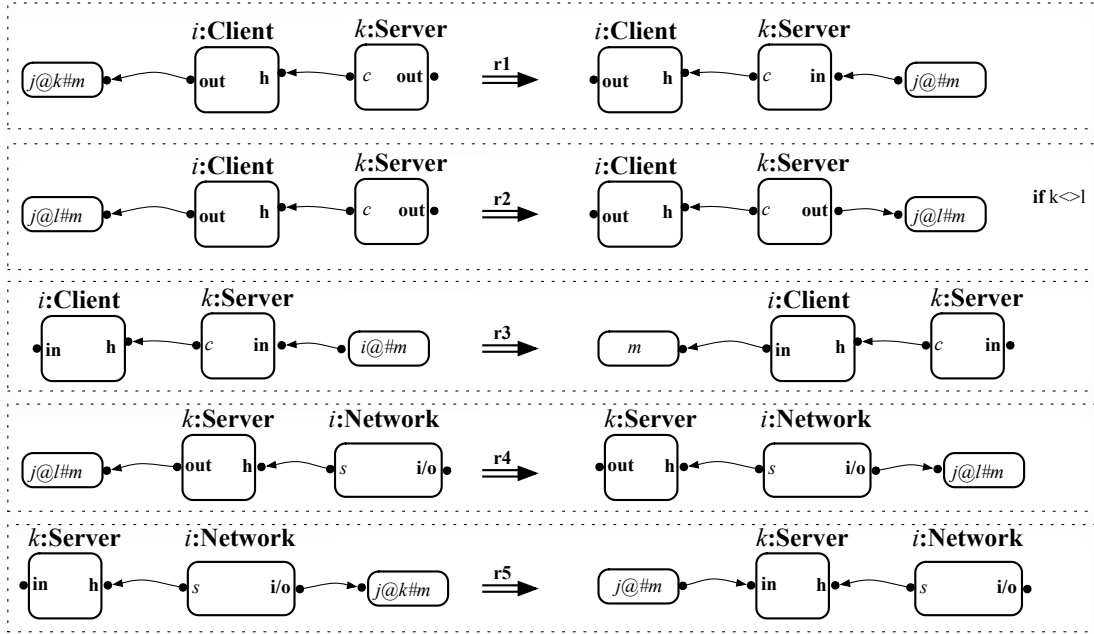 i:Client k:Server i:Client k:Server
j@k#m out h c out r1 out h c in j@#m
i:Client k:Server i:Client k:Server
j@l#m out h c out r2 out h c out j@l#m if k<>l
i:Client k:Server i:Client k:Server
in h c in i@#m r3 m in h c in
k:Server i:Network k:Server i:Network
j@l#m out h s i/o r4 out h s i/o j@l#m
k:Server i:Network k:Server i:Network
in h s i/o j@k#m r5 j@#m in h s i/o